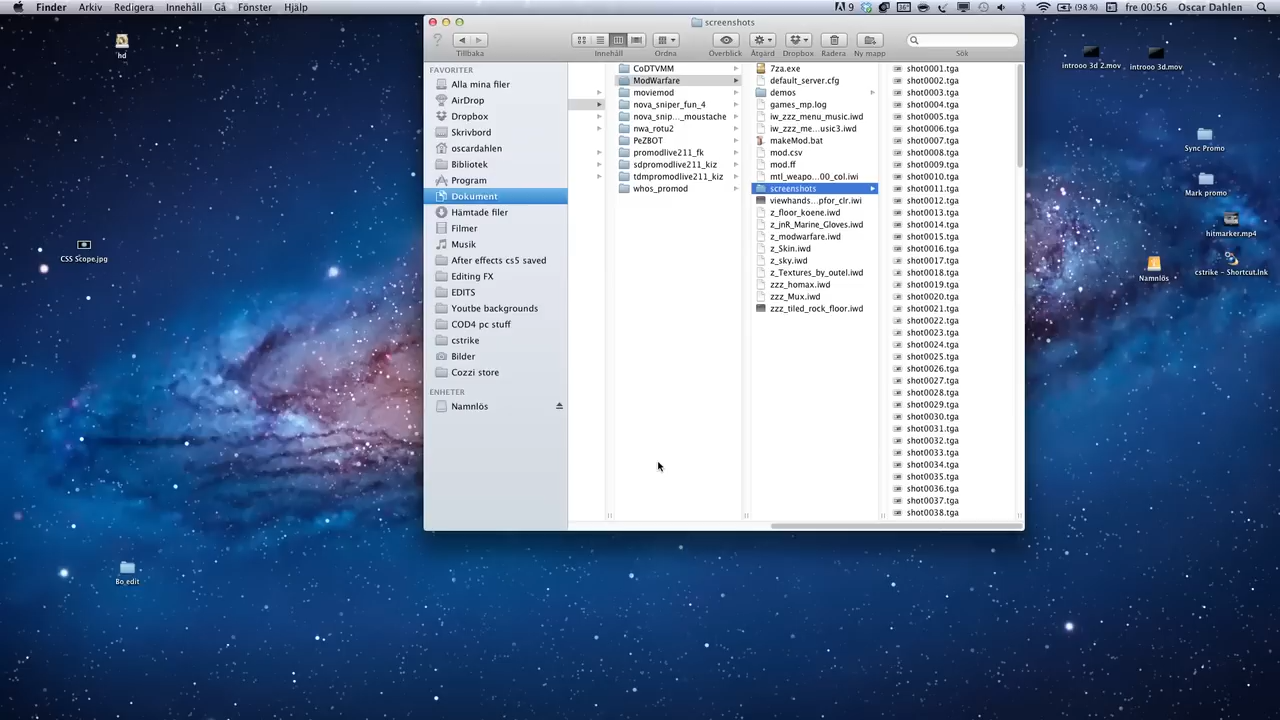 Finder Arkiv Redigera Innehåll Gå Fönster Hjälp
9 (98 %) fre 00:56 Oscar Dahlen
screenshots
Tillbaka Innehåll Ordna Överblick Åtgärd Dropbox Radera Ny mapp Sök
FAVORITER
Alla mina filer
AirDrop
Dropbox
Skrivbord
oscardahlen
Bibliotek
Program
Dokument
Hämtade filer
Filmer
Musik
After effects cs5 saved
Editing FX
EDITS
Youtbe backgrounds
COD4 pc stuff
cstrike
Bilder
Cozzi store
ENHETER
Namnlös
CoDTVMM
ModWarfare
moviemod
nova_sniper_fun_4
nova_snip..._moustache
nwa_rotu2
PeZBOT
promodlive211_fk
sdpromodlive211_kiz
tdmpromodlive211_kiz
whos_promod
7za.exe
default_server.cfg
demos
games_mp.log
iw_zzz_menu_music.iwd
iw_zzz_me...usic3.iwd
makeMod.bat
mod.csv
mod.ff
mtl_weapo...00_col.iwi
screenshots
viewhands...pfor_clr.iwi
z_floor_koene.iwd
z_jnR_Marine_Gloves.iwd
z_modwarfare.iwd
z_Skin.iwd
z_sky.iwd
z_Textures_by_outel.iwd
zzz_homax.iwd
zzz_Mux.iwd
zzz_tiled_rock_floor.iwd
shot0001.tga
shot0002.tga
shot0003.tga
shot0004.tga
shot0005.tga
shot0006.tga
shot0007.tga
shot0008.tga
shot0009.tga
shot0010.tga
shot0011.tga
shot0012.tga
shot0013.tga
shot0014.tga
shot0015.tga
shot0016.tga
shot0017.tga
shot0018.tga
shot0019.tga
shot0020.tga
shot0021.tga
shot0022.tga
shot0023.tga
shot0024.tga
shot0025.tga
shot0026.tga
shot0027.tga
shot0028.tga
shot0029.tga
shot0030.tga
shot0031.tga
shot0032.tga
shot0033.tga
shot0034.tga
shot0035.tga
shot0036.tga
shot0037.tga
shot0038.tga
hd
CSS Scope.jpg
Bo edit
introoo 3d 2.mov
introoo 3d.mov
Sync Promo
Mark promo
hitmarker.mp4
Namnlös
cstrike – Shortcut.lnk